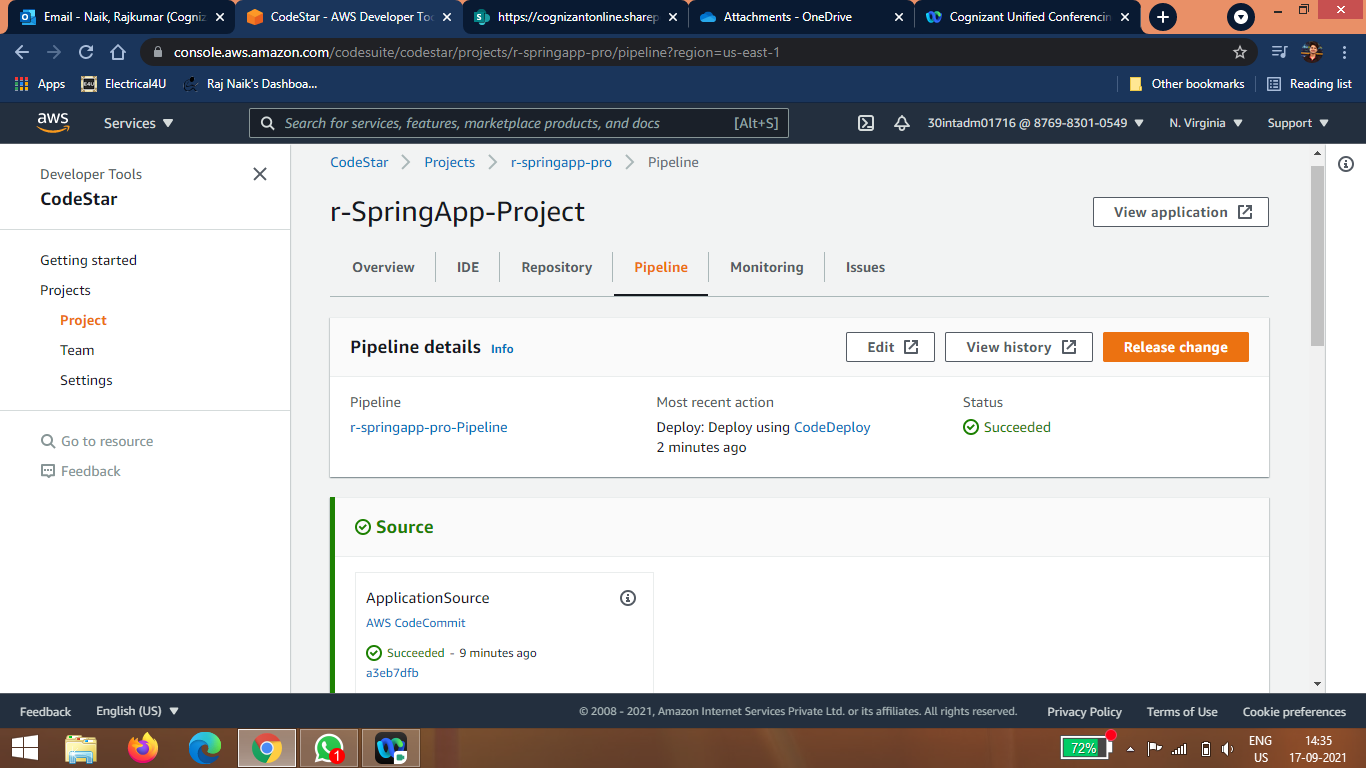 Email - Naik, Rajkumar (Cogniz
CodeStar - AWS Developer Too
https://cognizantonline.sharep
Attachments - OneDrive
Cognizant Unified Conferencin
console.aws.amazon.com/codesuite/codestar/projects/r-springapp-pro/pipeline?region=us-east-1
Apps
Electrical4U
Raj Naik's Dashboa...
Other bookmarks
Reading list
aws
Services
Search for services, features, marketplace products, and docs
[Alt+S]
30intadm01716 @ 8769-8301-0549
N. Virginia
Support
Developer Tools
CodeStar
Getting started
Projects
Project
Team
Settings
Go to resource
Feedback
CodeStar
Projects
r-springapp-pro
Pipeline
r-SpringApp-Project
View application
Overview
IDE
Repository
Pipeline
Monitoring
Issues
Pipeline details Info
Edit
View history
Release change
Pipeline
r-springapp-pro-Pipeline
Most recent action
Deploy: Deploy using CodeDeploy
2 minutes ago
Status
Succeeded
Source
ApplicationSource
AWS CodeCommit
Succeeded - 9 minutes ago
a3eb7dfb
Feedback
English (US)
© 2008 - 2021, Amazon Internet Services Private Ltd. or its affiliates. All rights reserved.
Privacy Policy
Terms of Use
Cookie preferences
1
72%
ENG
US
14:35
17-09-2021